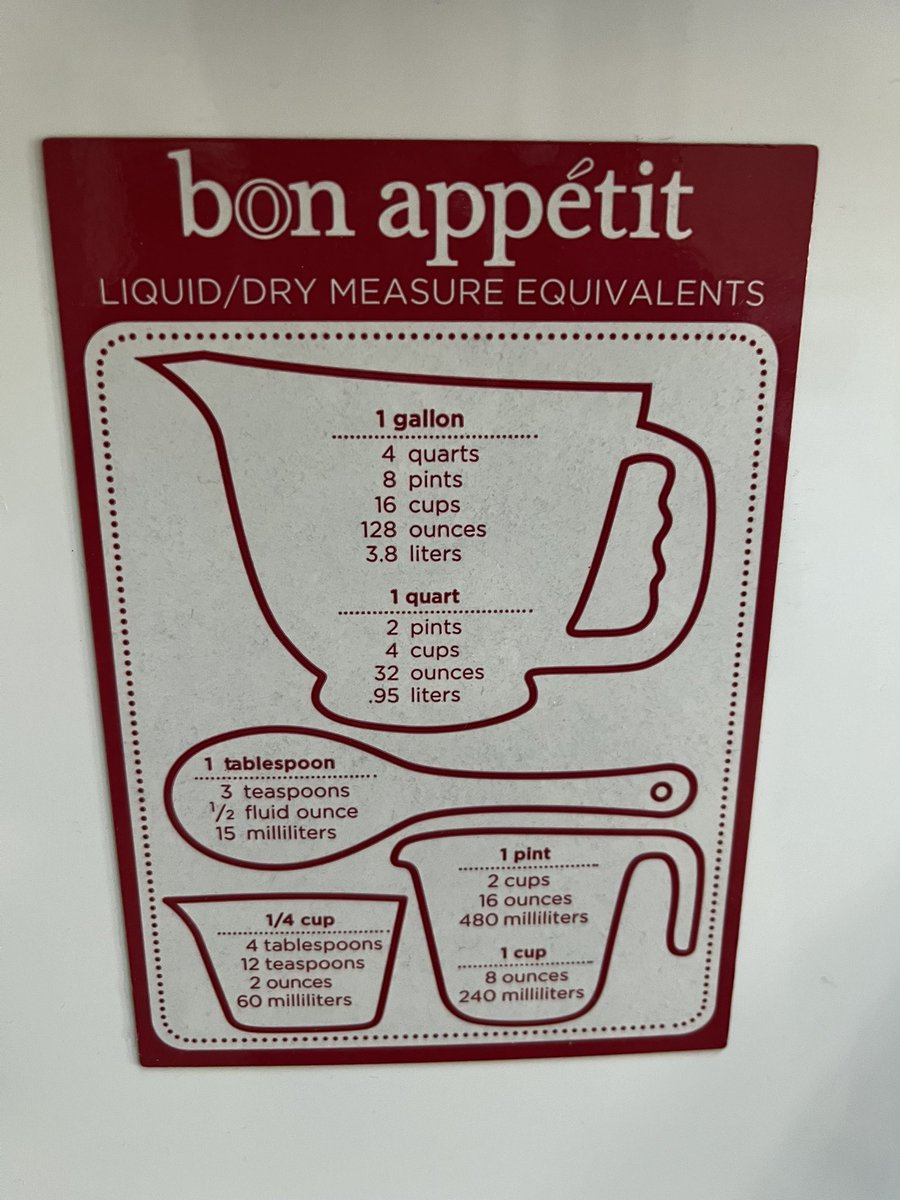 bon appétit
LIQUID/DRY MEASURE EQUIVALENTS
1 gallon
4 quarts
8 pints
16 cups
128 ounces
3.8 liters
1 quart
2 pints
4 cups
32 ounces
.95 liters
1 tablespoon
3 teaspoons
1/2 fluid ounce
15 milliliters
1 pint
2 cups
16 ounces
480 milliliters
1 cup
8 ounces
240 milliliters
1/4 cup
4 tablespoons
12 teaspoons
2 ounces
60 milliliters